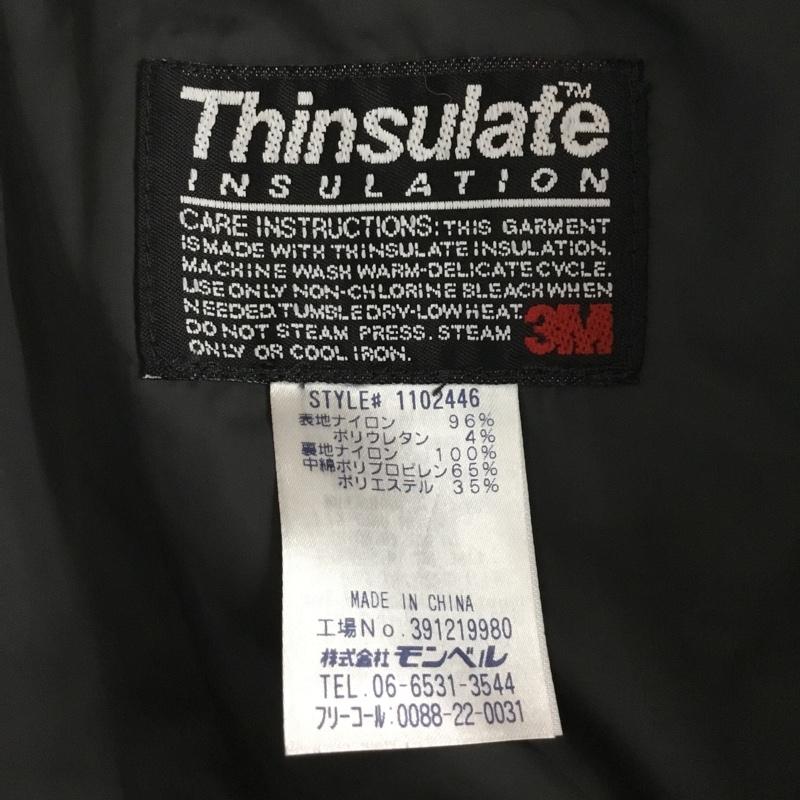 Thinsulate™
INSULATION
CARE INSTRUCTIONS: THIS GARMENT
IS MADE WITH THINSULATE INSULATION.
MACHINE WASH WARM-DELICATE CYCLE.
USE ONLY NON-CHLORINE BLEACH WHEN
NEEDED. TUMBLE DRY-LOW HEAT.
DO NOT STEAM PRESS. STEAM
ONLY OR COOL IRON.
3M
STYLE# 1102446
表地ナイロン 96%
ポリウレタン 4%
裏地ナイロン 100%
中綿ポリプロピレン65%
ポリエステル 35%
MADE IN CHINA
工場No.391219980
株式会社 モンベル
TEL.06-6531-3544
フリーコール:0088-22-0031